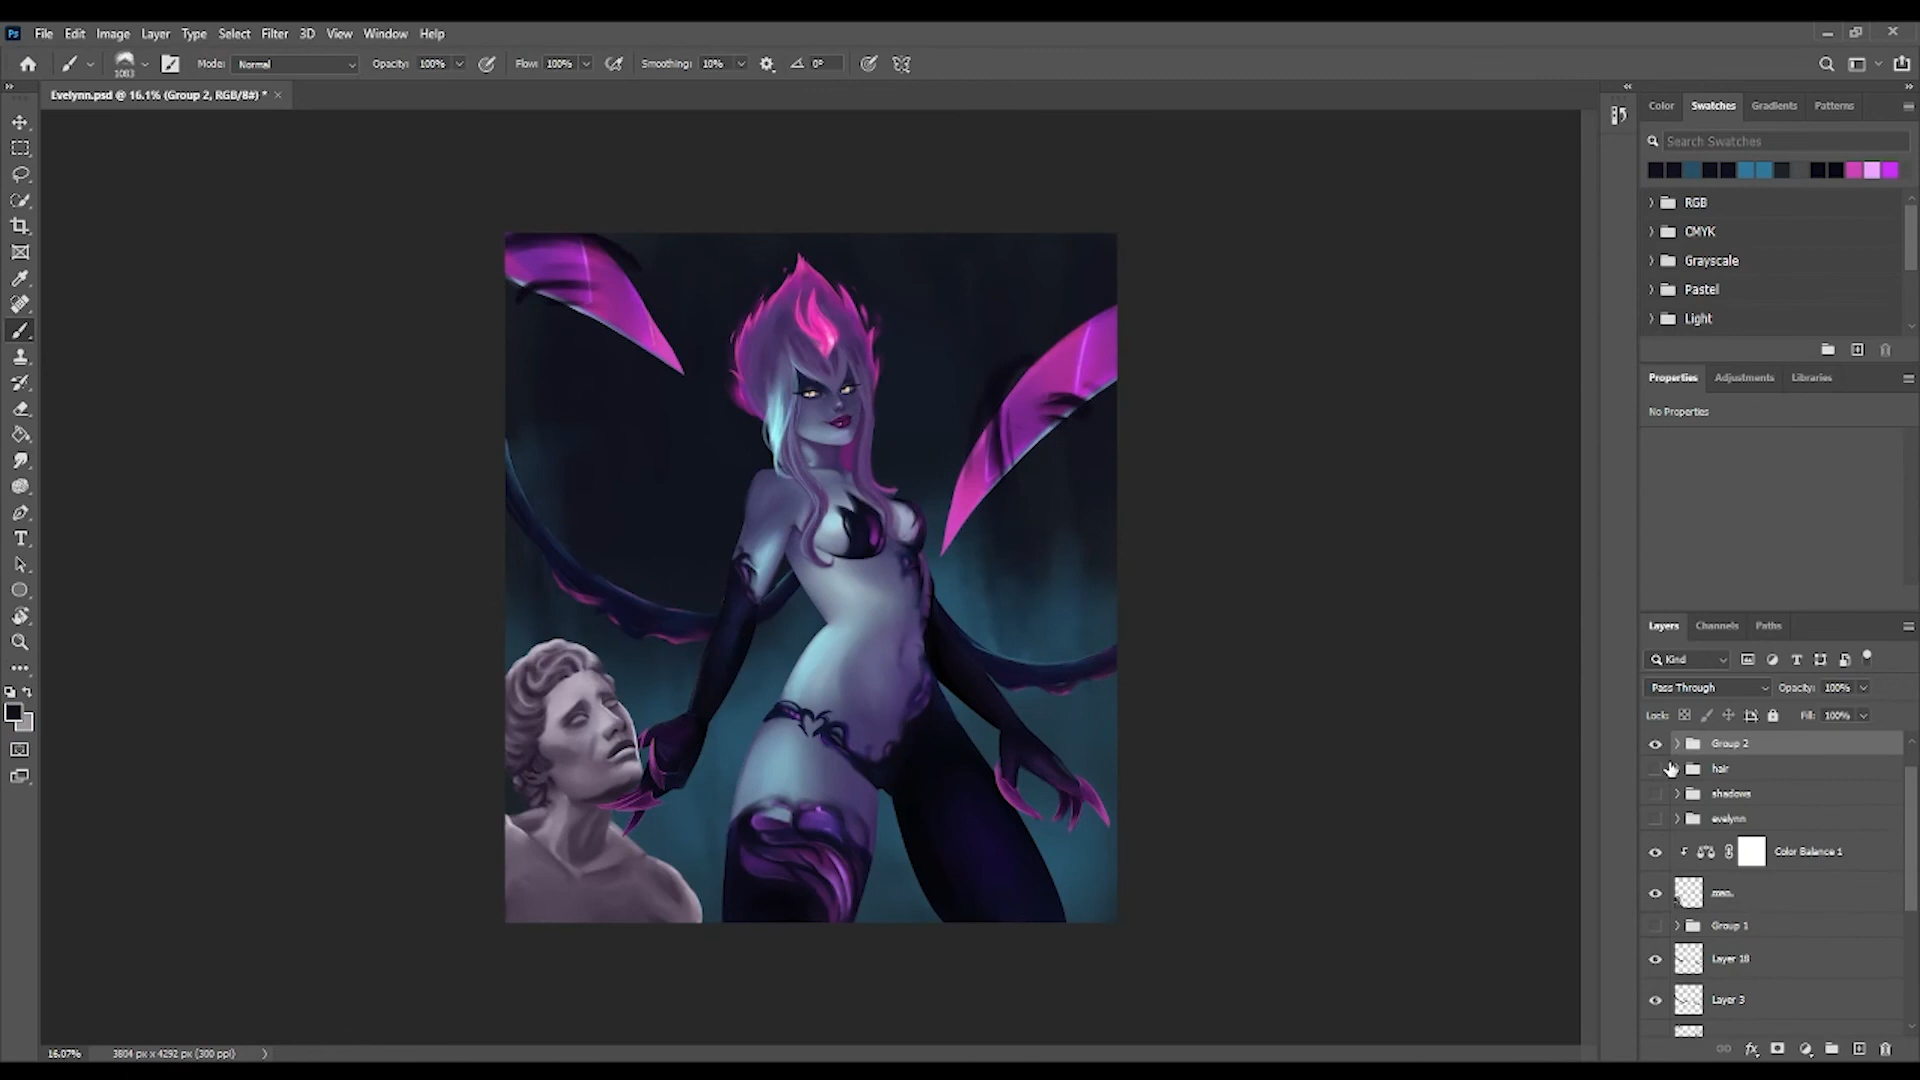 Ps File Edit Image Layer Type Select Filter 3D View Window Help
1083 Mode: Normal Opacity: 100% Flow: 100% Smoothing: 10% 0°
Evelynn.psd @ 16.1% (Group 2, RGB/8#) * ×
Color Swatches Gradients Patterns
Search Swatches
RGB
CMYK
Grayscale
Pastel
Light
Properties Adjustments Libraries
No Properties
Layers Channels Paths
Kind
Pass Through Opacity: 100%
Locks: Fill: 100%
Group 2
hair
shadows
evelynn
Color Balance 1
man.
Group 1
Layer 18
Layer 3
16.07% 3804 px x 4292 px (300 ppi)